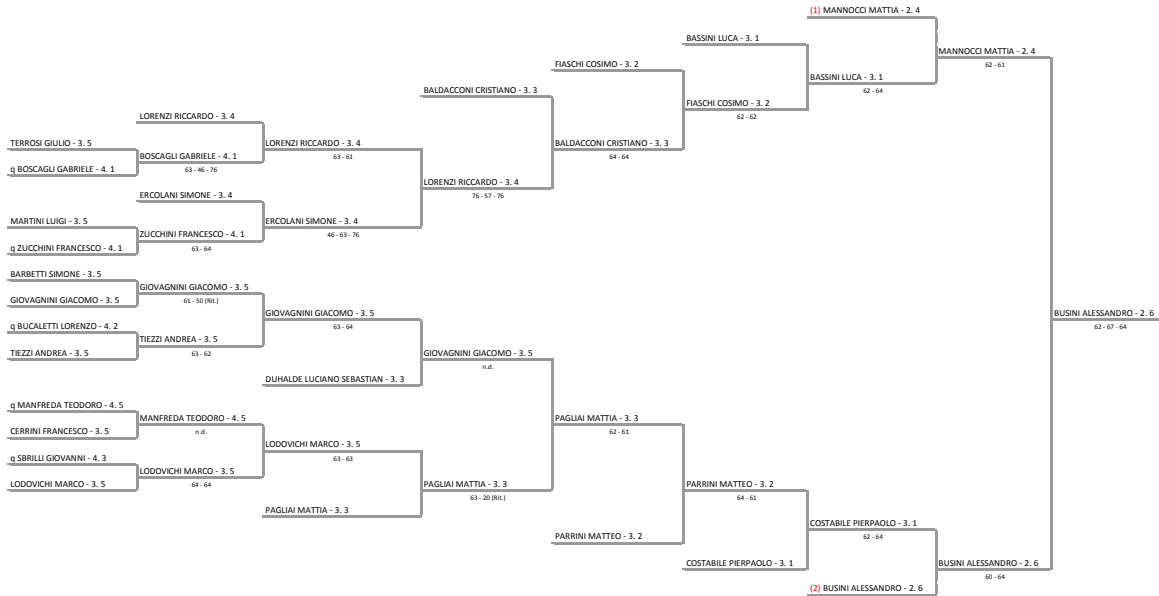 (1) MANNOCCI MATTIA - 2. 4
BASSINI LUCA - 3. 1
MANNOCCI MATTIA - 2. 4
62 - 61
FIASCHI COSIMO - 3. 2
BASSINI LUCA - 3. 1
62 - 64
BALDACCONI CRISTIANO - 3. 3
FIASCHI COSIMO - 3. 2
62 - 62
LORENZI RICCARDO - 3. 4
TERROSI GIULIO - 3. 5
LORENZI RICCARDO - 3. 4
BALDACCONI CRISTIANO - 3. 3
BOSCAGLI GABRIELE - 4. 1
63 - 61
64 - 64
q BOSCAGLI GABRIELE - 4. 1
63 - 46 - 76
LORENZI RICCARDO - 3. 4
ERCOLANI SIMONE - 3. 4
76 - 57 - 76
MARTINI LUIGI - 3. 5
ERCOLANI SIMONE - 3. 4
ZUCCHINI FRANCESCO - 4. 1
46 - 63 - 76
q ZUCCHINI FRANCESCO - 4. 1
63 - 64
BARBETTI SIMONE - 3. 5
GIOVAGNINI GIACOMO - 3. 5
GIOVAGNINI GIACOMO - 3. 5
61 - 50 (Rit.)
GIOVAGNINI GIACOMO - 3. 5
BUSINI ALESSANDRO - 2. 6
q BUCALETTI LORENZO - 4. 2
63 - 64
62 - 67 - 64
TIEZZI ANDREA - 3. 5
TIEZZI ANDREA - 3. 5
63 - 62
GIOVAGNINI GIACOMO - 3. 5
n.d.
DUHALDE LUCIANO SEBASTIAN - 3. 3
q MANFREDA TEODORO - 4. 5
MANFREDA TEODORO - 4. 5
PAGLIAI MATTIA - 3. 3
CERRINI FRANCESCO - 3. 5
n.d.
62 - 61
LODOVICHI MARCO - 3. 5
q SBRILLI GIOVANNI - 4. 3
63 - 63
LODOVICHI MARCO - 3. 5
LODOVICHI MARCO - 3. 5
64 - 64
PAGLIAI MATTIA - 3. 3
PARRINI MATTEO - 3. 2
63 - 20 (Rit.)
64 - 61
PAGLIAI MATTIA - 3. 3
COSTABILE PIERPAOLO - 3. 1
PARRINI MATTEO - 3. 2
62 - 64
COSTABILE PIERPAOLO - 3. 1
BUSINI ALESSANDRO - 2. 6
60 - 64
(2) BUSINI ALESSANDRO - 2. 6